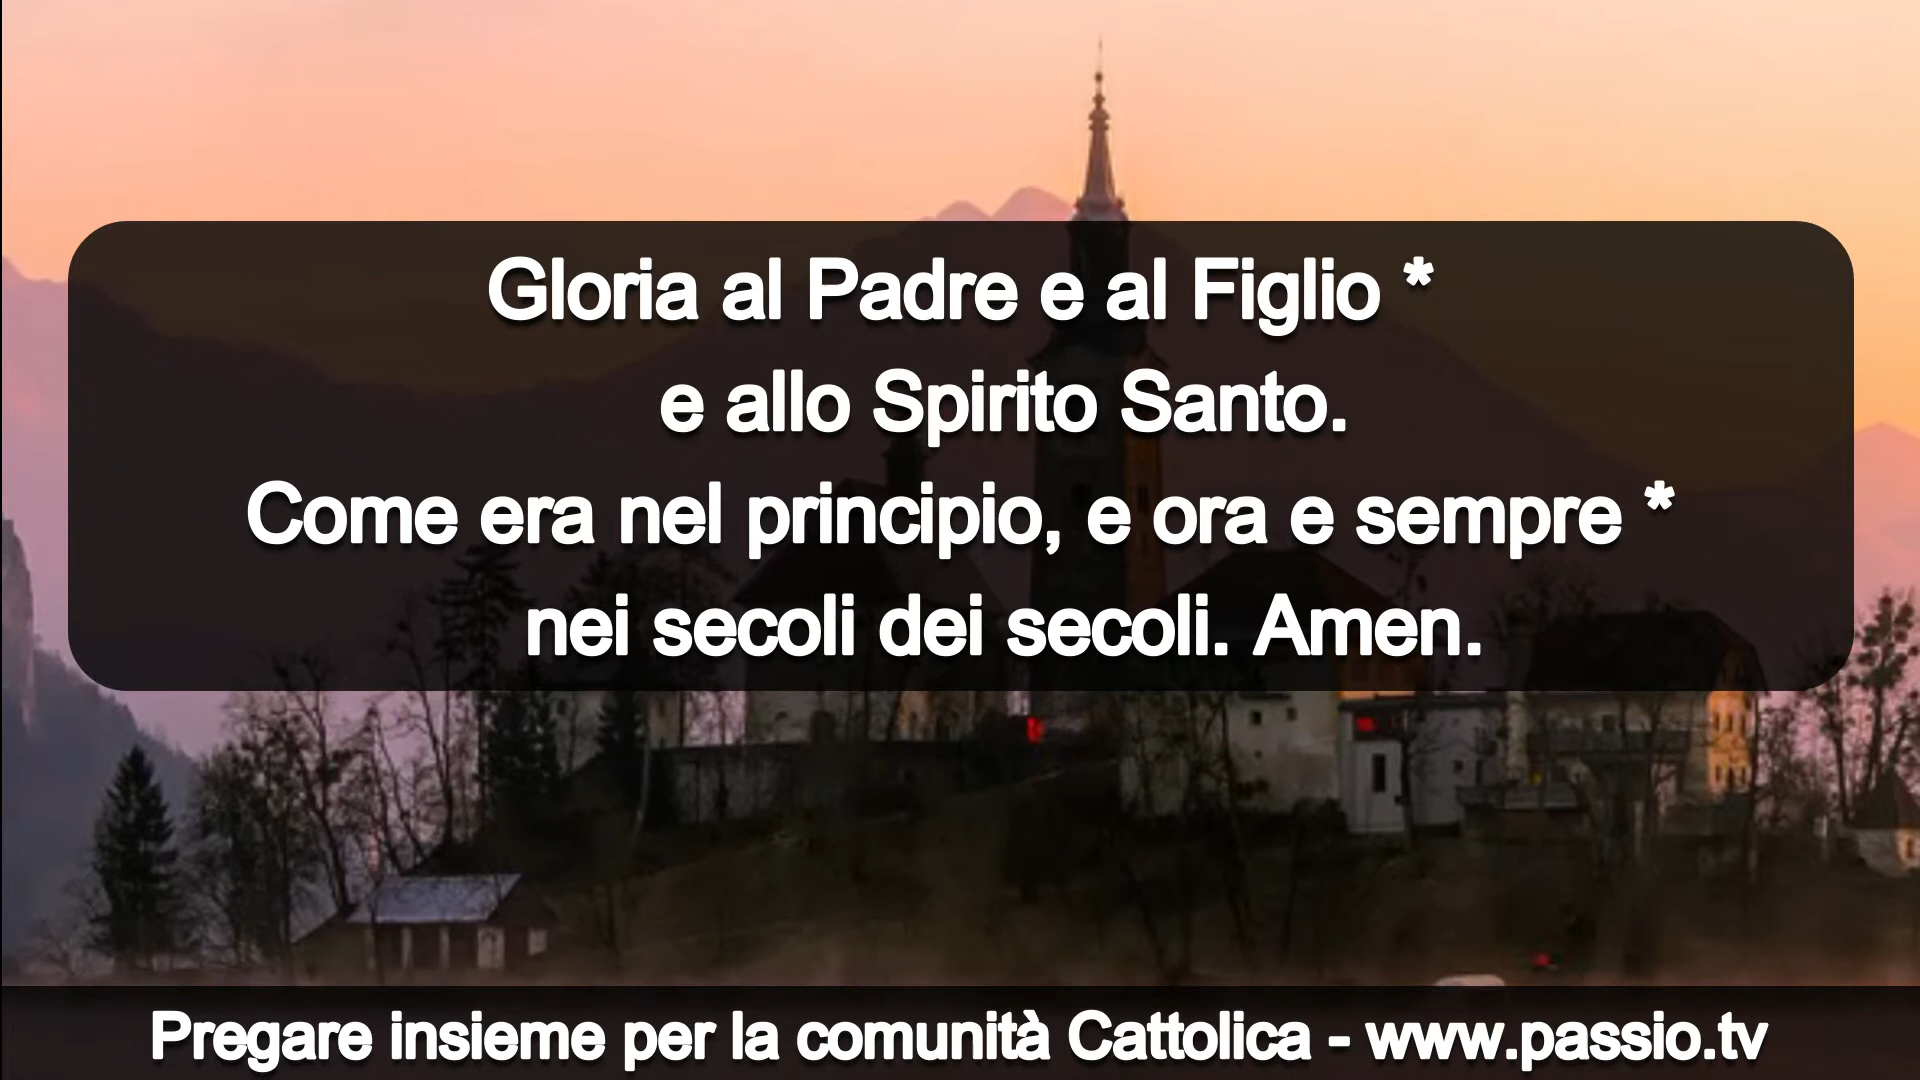 Gloria al Padre e al Figlio *
e allo Spirito Santo.
Come era nel principio, e ora e sempre *
nei secoli dei secoli. Amen.
Pregare insieme per la comunità Cattolica - www.passio.tv